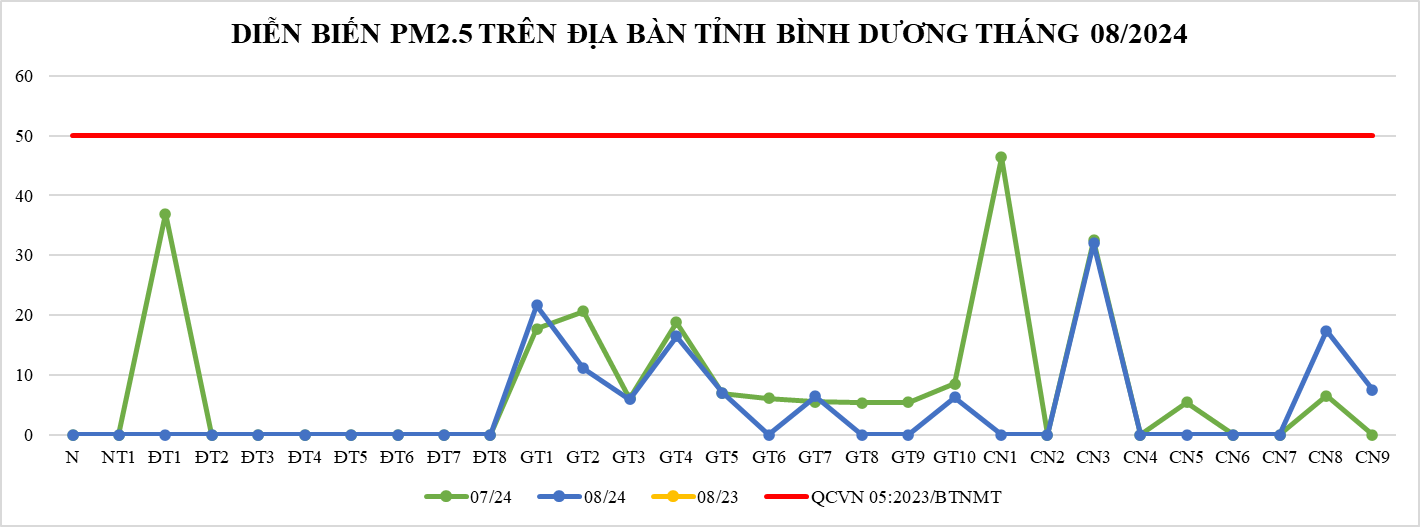 DIỄN BIẾN PM2.5 TRÊN ĐỊA BÀN TỈNH BÌNH DƯƠNG THÁNG 08/2024
60
50
40
30
20
10
0
N NT1 ĐT1 ĐT2 ĐT3 ĐT4 ĐT5 ĐT6 ĐT7 ĐT8 GT1 GT2 GT3 GT4 GT5 GT6 GT7 GT8 GT9 GT10 CN1 CN2 CN3 CN4 CN5 CN6 CN7 CN8 CN9
07/24 08/24 08/23 QCVN 05:2023/BTNMT